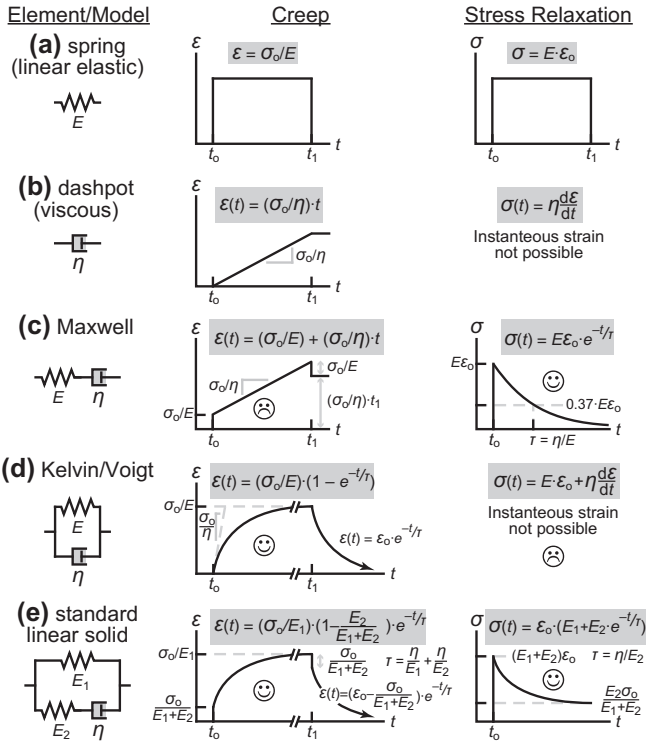 Element/Model Creep Stress Relaxation
(a) spring
(linear elastic)
E
ε
ε = σo/E
to t1 t
σ
σ = E·εo
to t1 t
(b) dashpot
(viscous)
η
ε
ε(t) = (σo/η)·t
σo/η
to t1 t
σ(t) = η dε/dt
Instanteous strain
not possible
(c) Maxwell
E η
ε
ε(t) = (σo/E) + (σo/η)·t
σo/η
σo/E
σo/E
(σo/η)·t1
to t1 t
σ
σ(t) = Eεo·e^-t/τ
Eεo
0.37·Eεo
to τ = η/E t
(d) Kelvin/Voigt
E
η
ε
ε(t) = (σo/E)·(1 – e^-t/τ)
σo/E
σo/η
ε(t) = εo·e^-t/τ
to t1 t
σ(t) = E·εo+η dε/dt
Instanteous strain
not possible
(e) standard
linear solid
E1
E2 η
ε
ε(t) = (σo/E1)·(1-E2/E1+E2)·e^-t/τ
σo/E1
σo/E1+E2
σo/E1+E2 τ = η/E1 + η/E2
ε(t)=(εo-σo/E1+E2)·e^-t/τ
to t1 t
σ
σ(t) = εo·(E1+E2·e^-t/τ)
(E1+E2)εo τ = η/E2
E2σo/E1+E2
to t